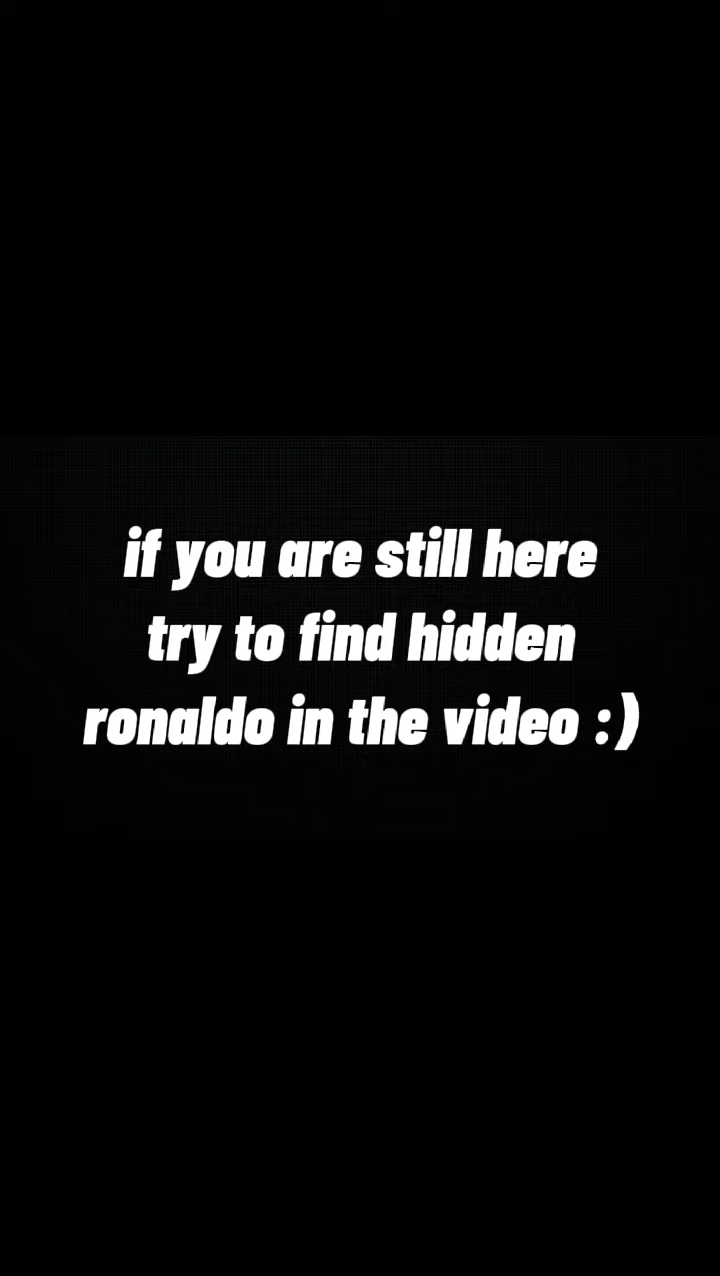 if you are still here
try to find hidden
ronaldo in the video :)